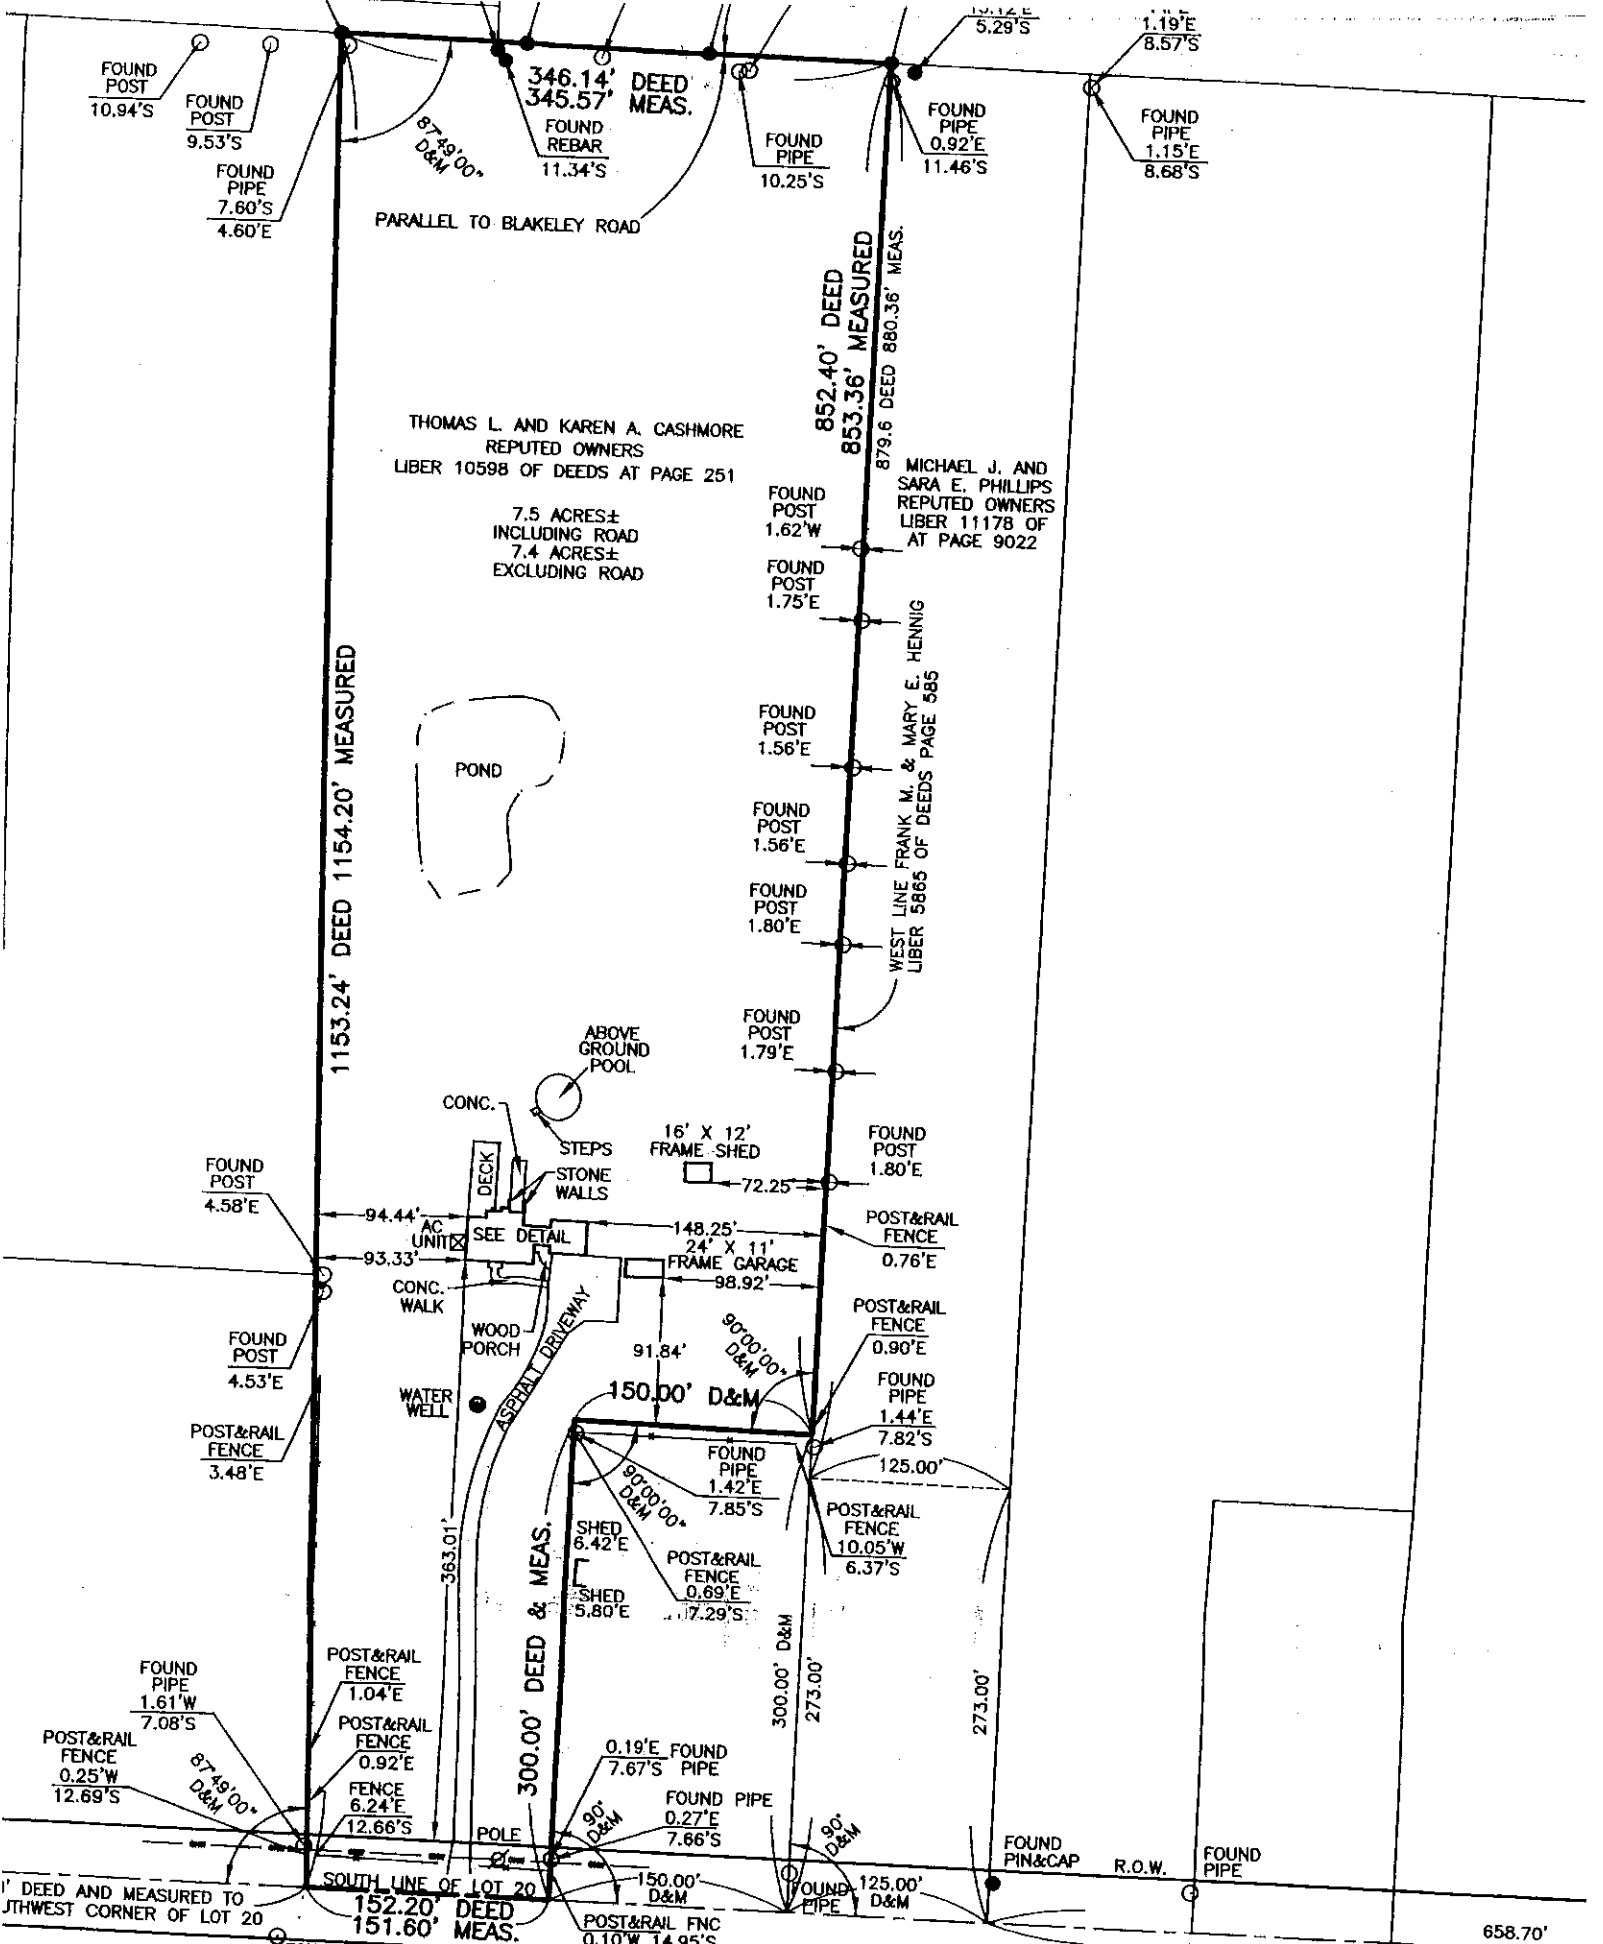 FOUND
POST
10.94'S
FOUND
POST
9.53'S
FOUND
PIPE
7.60'S
4.60'E
87°49'00"
D&M
346.14' DEED
345.57' MEAS.
FOUND
REBAR
11.34'S
PARALLEL TO BLAKELEY ROAD
FOUND
PIPE
10.25'S
FOUND
PIPE
0.92'E
11.46'S
5.29'S
1.19'E
8.57'S
FOUND
PIPE
1.15'E
8.68'S
852.40' DEED
853.36' MEASURED
879.6 DEED 880.36' MEAS.
THOMAS L. AND KAREN A. CASHMORE
REPUTED OWNERS
LIBER 10598 OF DEEDS AT PAGE 251
7.5 ACRES±
INCLUDING ROAD
7.4 ACRES±
EXCLUDING ROAD
MICHAEL J. AND
SARA E. PHILLIPS
REPUTED OWNERS
LIBER 11178 OF
AT PAGE 9022
FOUND
POST
1.62'W
FOUND
POST
1.75'E
FOUND
POST
1.56'E
FOUND
POST
1.56'E
FOUND
POST
1.80'E
FOUND
POST
1.79'E
WEST LINE FRANK M. & MARY E. HENNIG
LIBER 5865 OF DEEDS PAGE 585
1153.24' DEED 1154.20' MEASURED
POND
ABOVE
GROUND
POOL
CONC.
STEPS
DECK
STONE
WALLS
16' X 12'
FRAME SHED
72.25
FOUND
POST
1.80'E
FOUND
POST
4.58'E
94.44'
AC
UNIT
SEE DETAIL
148.25'
24' X 11'
FRAME GARAGE
93.33'
98.92'
POST&RAIL
FENCE
0.76'E
CONC.
WALK
WOOD
PORCH
ASPHALT DRIVEWAY
91.84'
90°00'00"
D&M
POST&RAIL
FENCE
0.90'E
FOUND
POST
4.53'E
WATER
WELL
150.00' D&M
FOUND
PIPE
1.44'E
7.82'S
POST&RAIL
FENCE
3.48'E
125.00'
FOUND
PIPE
1.42'E
7.85'S
90°00'00"
D&M
POST&RAIL
FENCE
10.05'W
6.37'S
SHED
6.42'E
SHED
5.80'E
POST&RAIL
FENCE
0.69'E
7.29'S
363.01'
300.00' DEED & MEAS.
300.00' D&M
273.00'
273.00'
FOUND
PIPE
1.61'W
7.08'S
POST&RAIL
FENCE
1.04'E
POST&RAIL
FENCE
0.92'E
POST&RAIL
FENCE
0.25'W
12.69'S
87°49'00"
D&M
FENCE
6.24'E
12.66'S
0.19'E FOUND
7.67'S PIPE
FOUND PIPE
0.27'E
7.66'S
90°
D&M
90°
D&M
POLE
FOUND
PIN&CAP
R.O.W.
FOUND
PIPE
SOUTH LINE OF LOT 20
150.00'
D&M
FOUND
PIPE
125.00'
D&M
' DEED AND MEASURED TO
UTHWEST CORNER OF LOT 20
152.20' DEED
151.60' MEAS.
POST&RAIL FNC
0.10'W 14.95'S
658.70'